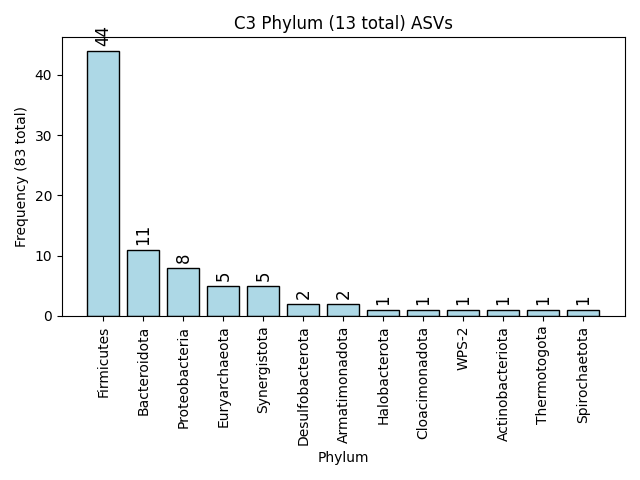 C3 Phylum (13 total) ASVs
Frequency (83 total)
40
30
20
10
0
44
11
8
5
5
2
2
1
1
1
1
1
1
Firmicutes
Bacteroidota
Proteobacteria
Euryarchaeota
Synergistota
Desulfobacterota
Armatimonadota
Halobacterota
Cloacimonadota
WPS-2
Actinobacteriota
Thermotogota
Spirochaetota
Phylum